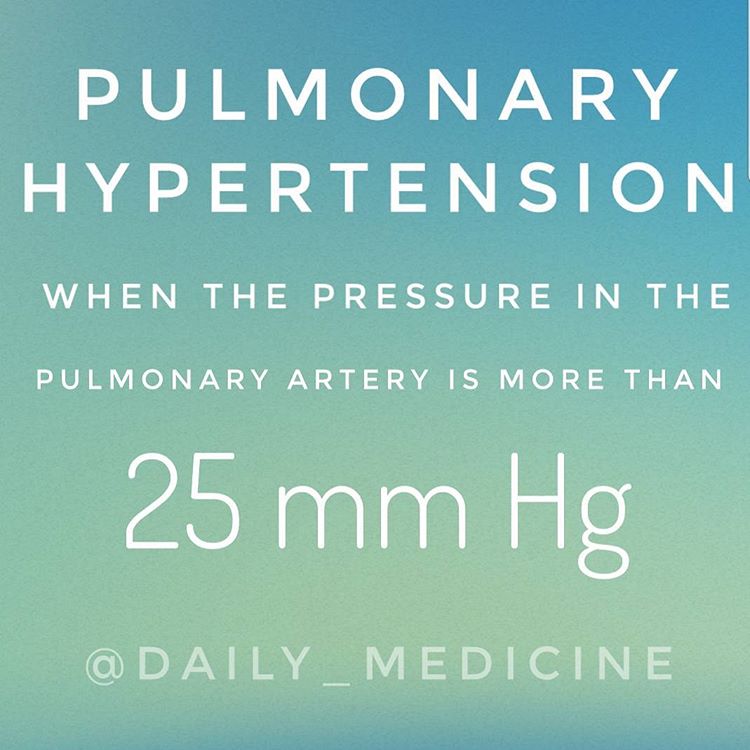 PULMONARY
HYPERTENSION
WHEN THE PRESSURE IN THE
PULMONARY ARTERY IS MORE THAN
25 mm Hg
@DAILY_MEDICINE